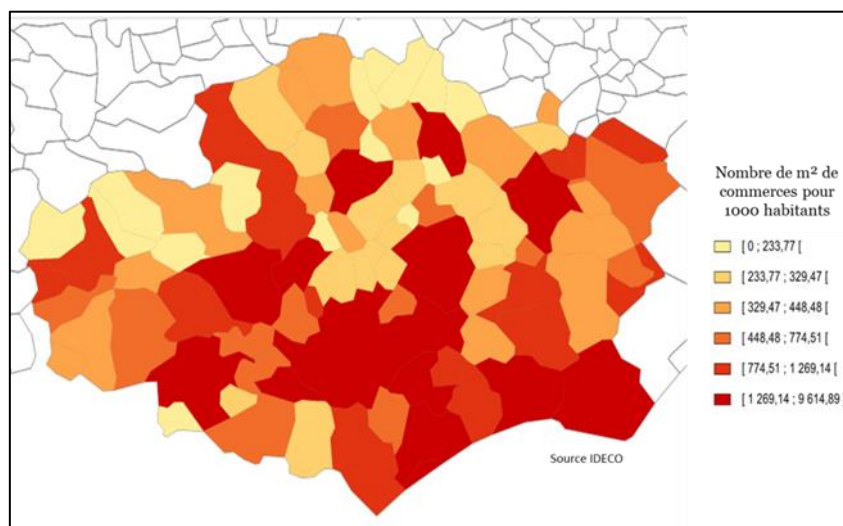 Nombre de m² de
commerces pour
1000 habitants
[ 0 ; 233,77 [
[ 233,77 ; 329,47 [
[ 329,47 ; 448,48 [
[ 448,48 ; 774,51 [
[ 774,51 ; 1 269,14 [
[ 1 269,14 ; 9 614,89 ]
Source IDECO